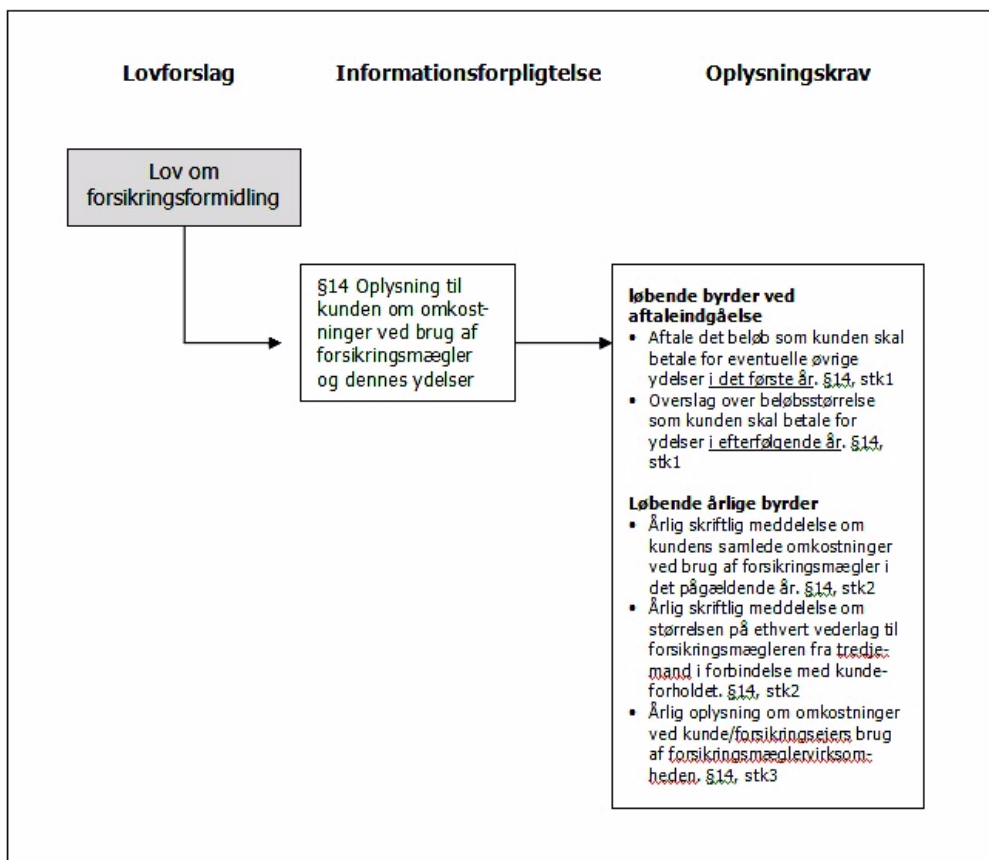 Lovforslag
Informationsforpligtelse
Oplysningskrav
Lov om
forsikringsformidling
§14 Oplysning til
kunden om omkost-
ninger ved brug af
forsikringsmægler
og dennes ydelser
løbende byrder ved
aftaleindgåelse
• Aftale det beløb som kunden skal
betale for eventuelle øvrige
ydelser i det første år. §14, stk1
• Overslag over beløbsstørrelse
som kunden skal betale for
ydelser i efterfølgende år. §14,
stk1
Løbende årlige byrder
• Årlig skriftlig meddelelse om
kundens samlede omkostninger
ved brug af forsikringsmægler i
det pågældende år. §14, stk2
• Årlig skriftlig meddelelse om
størrelsen på ethvert vederlag til
forsikringsmægleren fra tredje-
mand i forbindelse med kunde-
forholdet. §14, stk2
• Årlig oplysning om omkostninger
ved kunde/forsikringsejers brug
af forsikringsmæglervirksom-
heden. §14, stk3